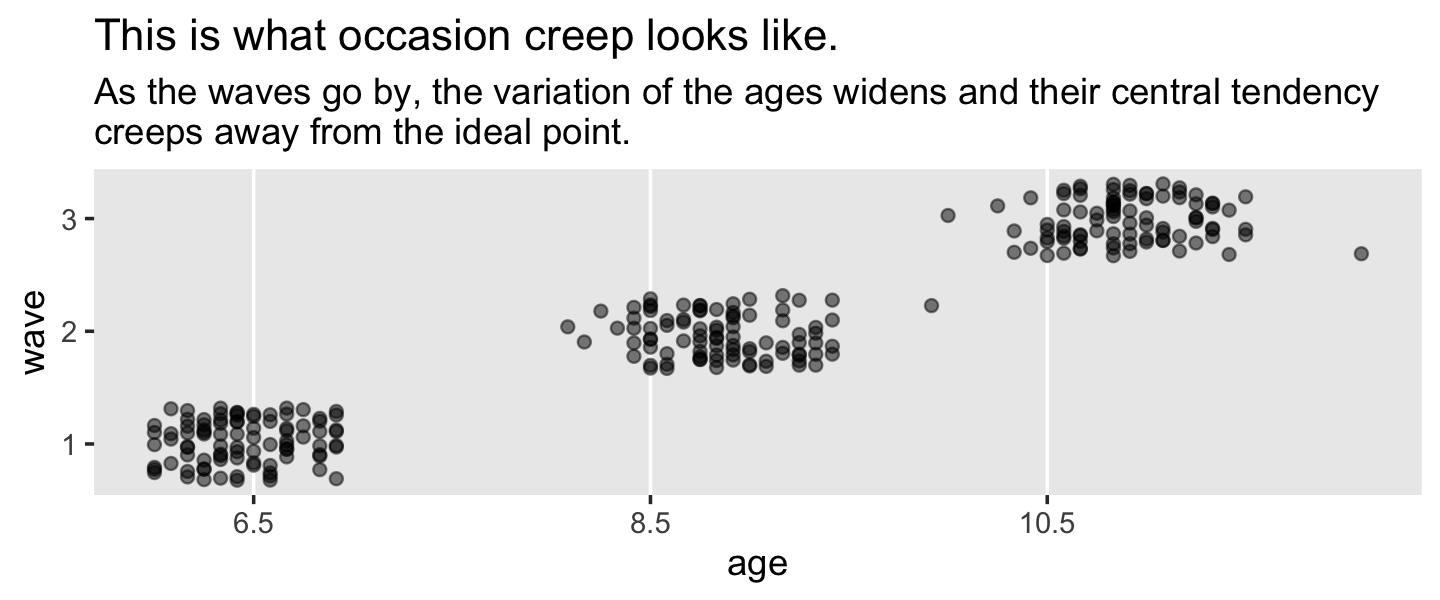 This is what occasion creep looks like.
As the waves go by, the variation of the ages widens and their central tendency
creeps away from the ideal point.
3
2
1
wave
6.5
8.5
10.5
age